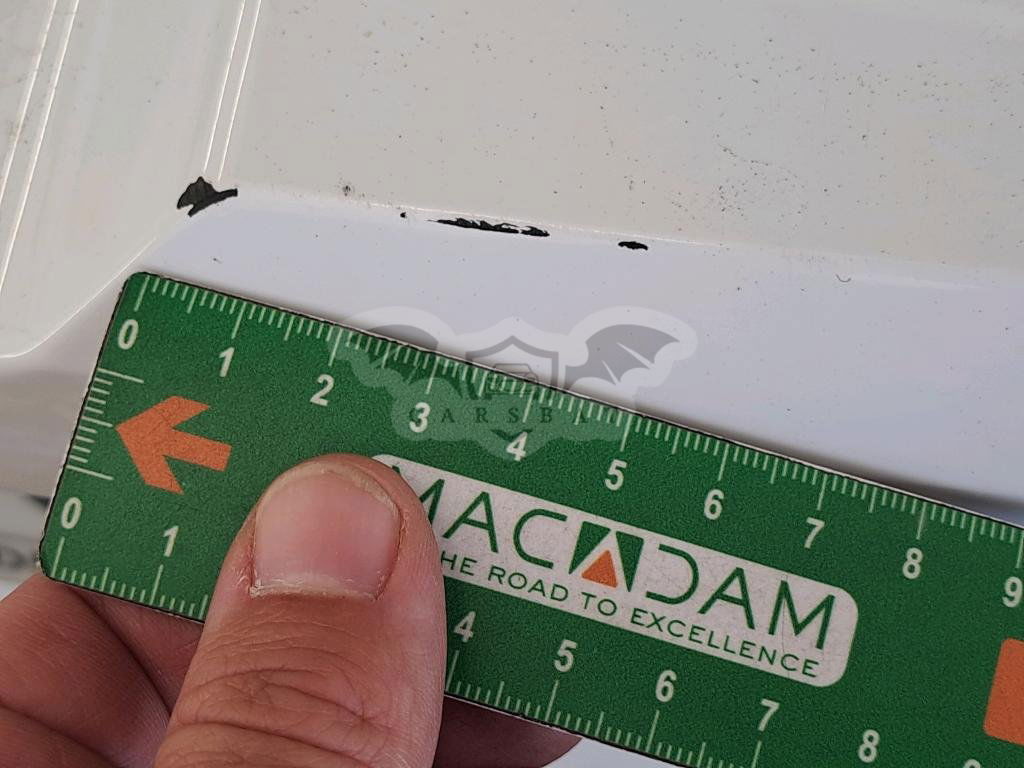 0 1 2 3 4 5 6 7 8 9
CARSBA
MACADAM
HE ROAD TO EXCELLENCE
0 1 4 5 6 7 8